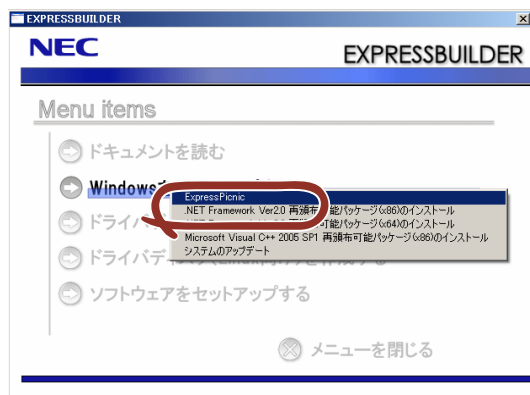 EXPRESSBUILDER
NEC
EXPRESSBUILDER
Menu items
ドキュメントを読む
Windows
ExpressPicnic
.NET Framework Ver2.0 再頒布可能パッケージ(x86)のインストール
可能パッケージ(x64)のインストール
Microsoft Visual C++ 2005 SP1 再頒布可能パッケージ(x86)のインストール
システムのアップデート
ドライバ
ドライバデ
を作成する
ソフトウェアをセットアップする
メニューを閉じる